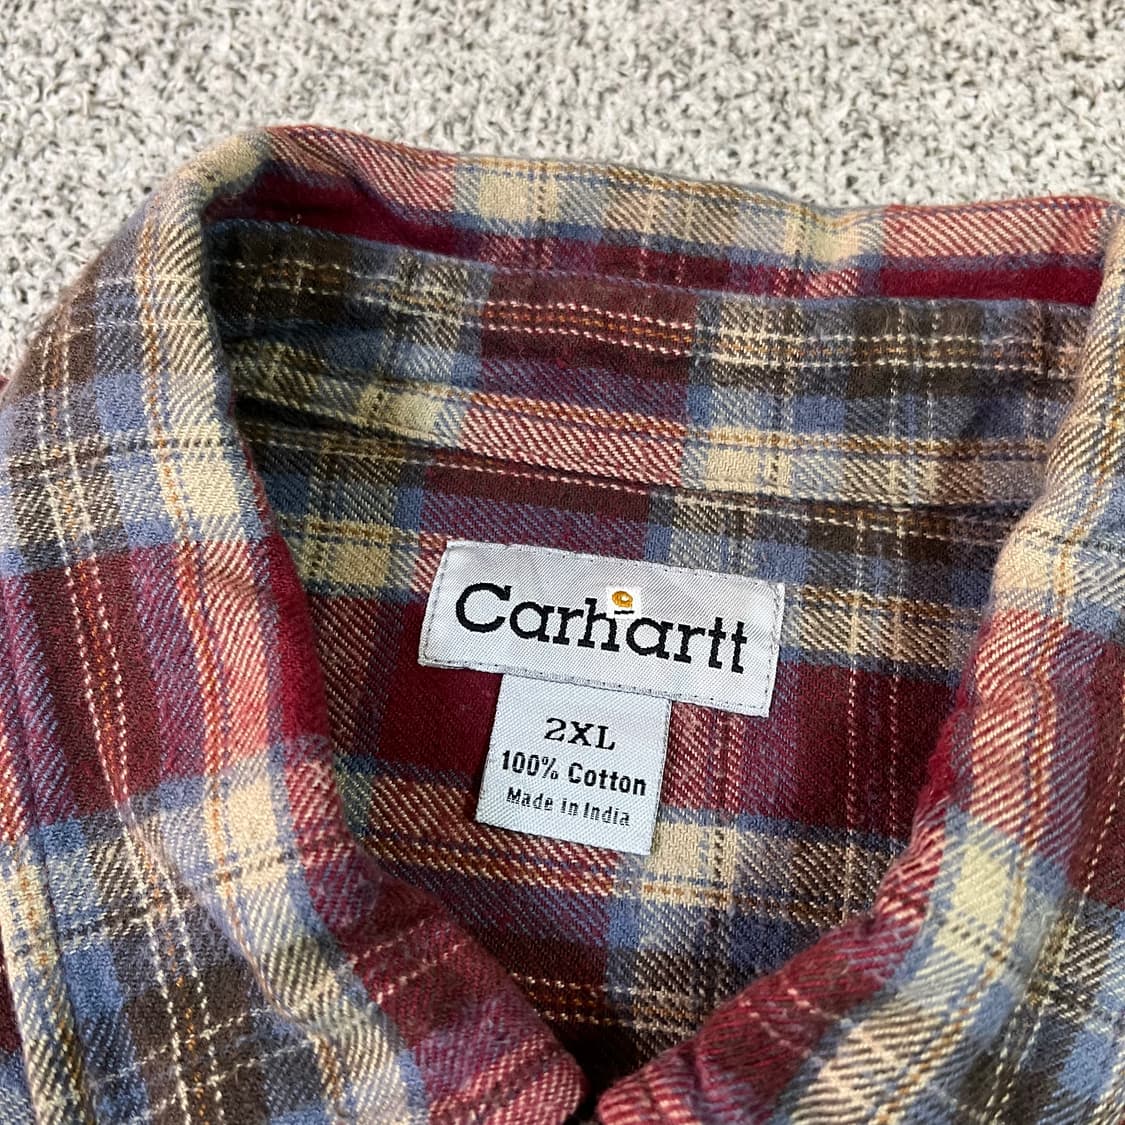 Carhartt
2XL
100% Cotton
Made in India